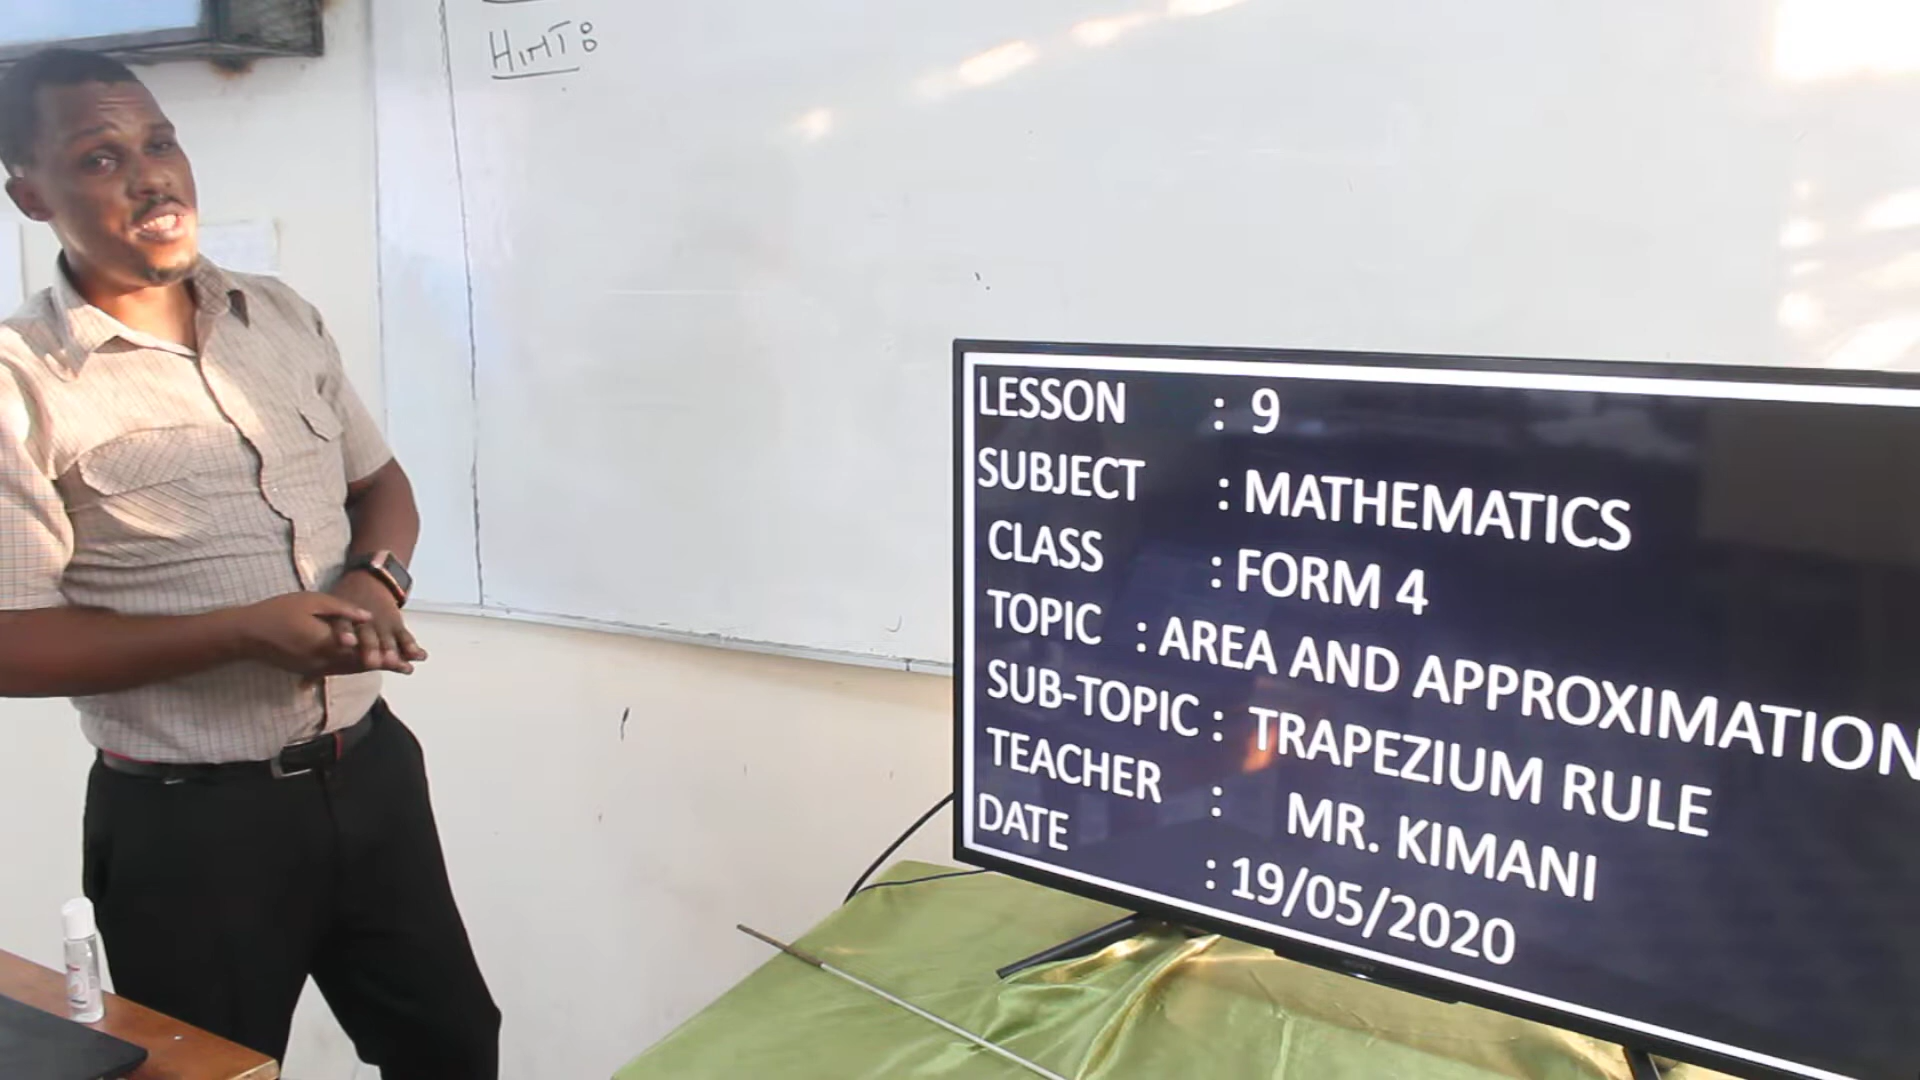 HINT:
LESSON : 9
SUBJECT : MATHEMATICS
CLASS : FORM 4
TOPIC : AREA AND APPROXIMATION
SUB-TOPIC : TRAPEZIUM RULE
TEACHER : MR. KIMANI
DATE : 19/05/2020